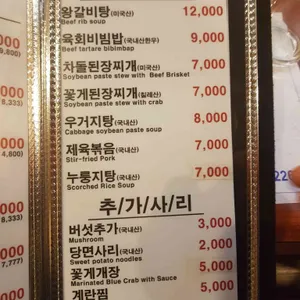 왕갈비탕(미국산) 12,000
Beef rib soup
육회비빔밥(국내산한우) 9,000
Beef tartare bibimbap
차돌된장찌개(미국산) 7,000
Soybean paste stew with Beef Brisket
꽃게된장찌개(칠레산) 7,000
Soybean paste stew with crab
우거지탕(국내산) 8,000
Cabbage soybean paste soup
제육볶음(국내산) 7,000
Stir-fried Pork
누룽지탕(국내산) 7,000
Scorched Rice Soup
추/가/사/리
버섯추가(국내산) 3,000
Mushroom
당면사리(국내산) 2,000
Sweet potato noodles
꽃게개장 5,000
Marinated Blue Crab with Sauce
계란찜 5,000